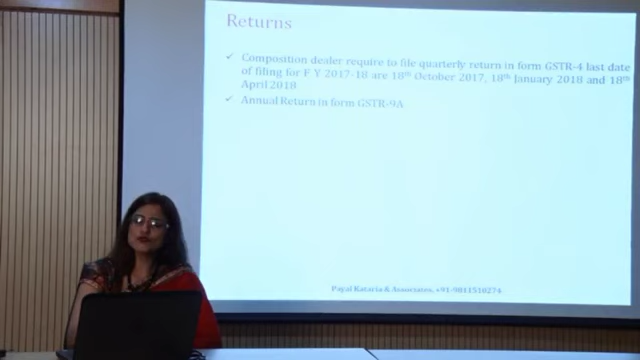 Returns
✓ Composition dealer require to file quarterly return in form GSTR-4 last date
of filing for F Y 2017-18 are 18th October 2017, 18th January 2018 and 18th
April 2018
✓ Annual Return in form GSTR-9A
Payal Kataria & Associates, +91-9811510274